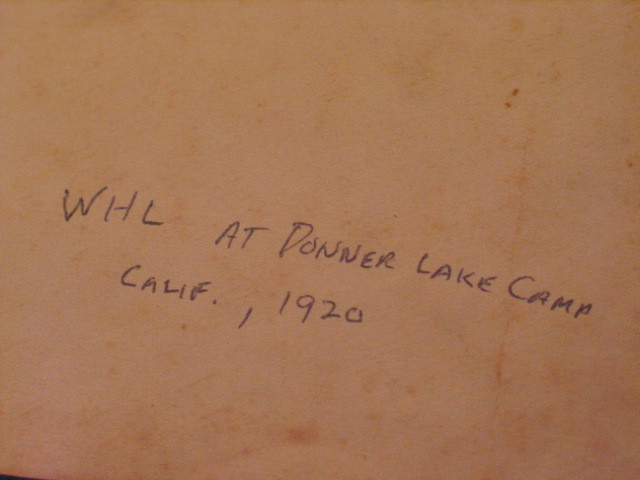 WHL AT DONNER LAKE CAMP
CALIF., 1920